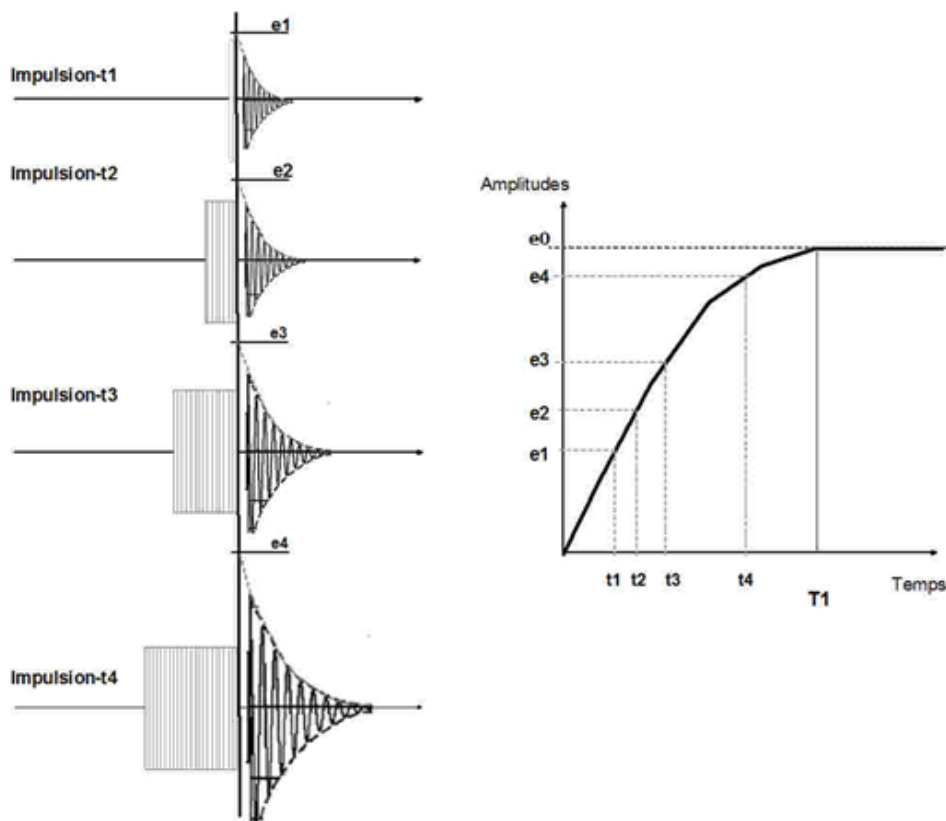 e1
Impulsion-t1
e2
Impulsion-t2
e3
Impulsion-t3
e4
Impulsion-t4
Amplitudes
e0
e4
e3
e2
e1
t1 t2 t3 t4
T1
Temps